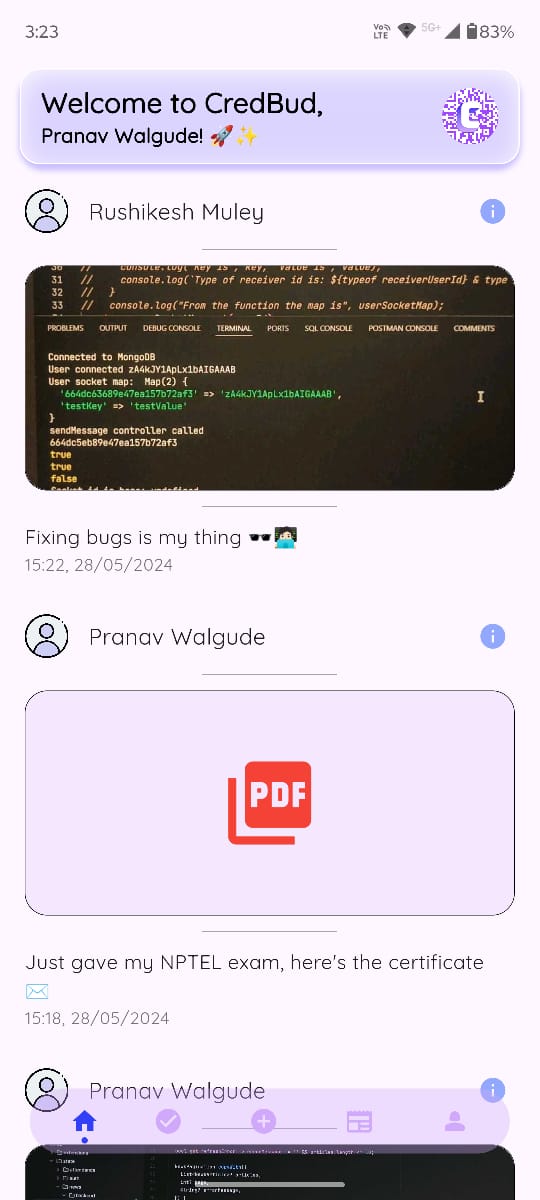 3:23
Vo))
LTE
5G+
83%
Welcome to CredBud,
Pranav Walgude! 🚀✨
Rushikesh Muley
30 // console.log("key is", key, "value is", value);
31 // console.log(`Type of receiver id is: ${typeof receiverUserId} & type
32 // }
33 // console.log("From the function the map is", userSocketMap);
PROBLEMS OUTPUT DEBUG CONSOLE TERMINAL PORTS SQL CONSOLE POSTMAN CONSOLE COMMENTS
Connected to MongoDB
User connected zA4kJY1ApLx1bAIGAAAB
User socket map: Map(2) {
'664dc63689e47ea157b72af3' => 'zA4kJY1ApLx1bAIGAAAB',
'testKey' => 'testValue'
}
sendMessage controller called
664dc5eb89e47ea157b72af3
true
true
false
Socket id is here: undefined
Fixing bugs is my thing 🕶️🧑🏻‍💻
15:22, 28/05/2024
Pranav Walgude
PDF
Just gave my NPTEL exam, here's the certificate
✉️
15:18, 28/05/2024
Pranav Walgude